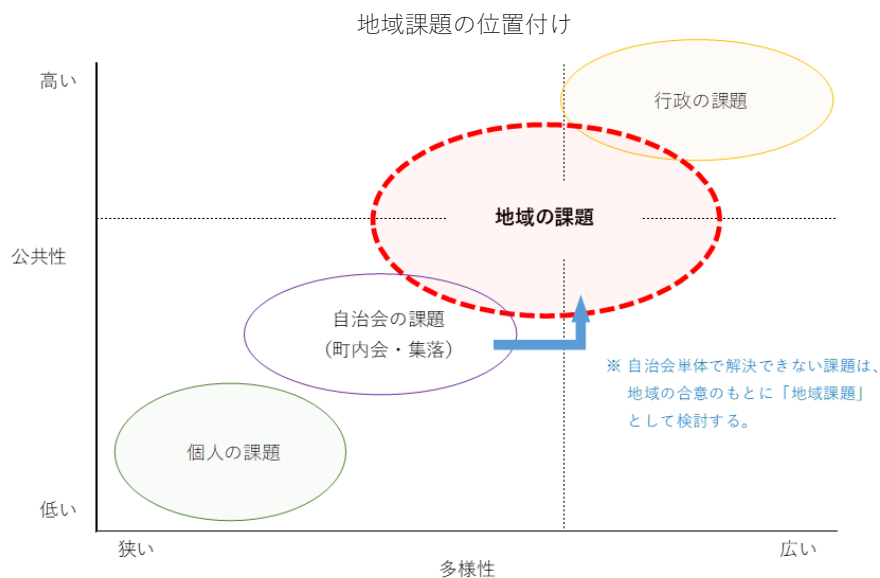 地域課題の位置付け
高い
行政の課題
地域の課題
公共性
自治会の課題
（町内会・集落）
※ 自治会単体で解決できない課題は、
地域の合意のもとに「地域課題」
として検討する。
個人の課題
低い
狭い
広い
多様性